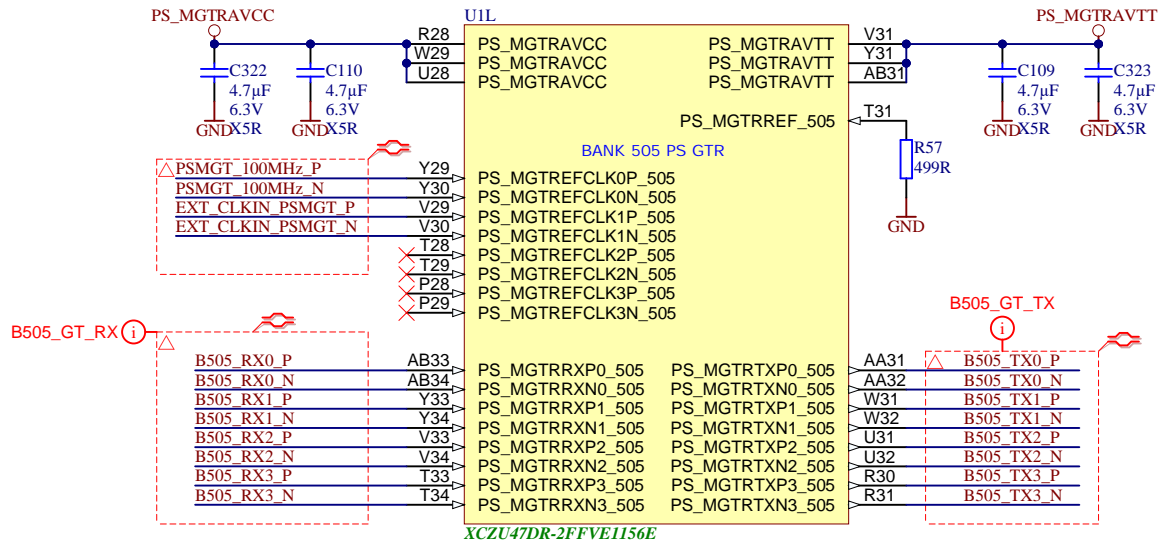 PS_MGTRAVCC
U1L
PS_MGTRAVTT
R28 PS_MGTRAVCC PS_MGTRAVTT V31
W29 PS_MGTRAVCC PS_MGTRAVTT Y31
U28 PS_MGTRAVCC PS_MGTRAVTT AB31
C322
4.7µF
6.3V
X5R
GND
C110
4.7µF
6.3V
X5R
GND
C109
4.7µF
6.3V
X5R
GND
C323
4.7µF
6.3V
X5R
GND
PS_MGTRREF_505 T31
R57
499R
GND
BANK 505 PS GTR
PSMGT_100MHz_P Y29 PS_MGTREFCLK0P_505
PSMGT_100MHz_N Y30 PS_MGTREFCLK0N_505
EXT_CLKIN_PSMGT_P V29 PS_MGTREFCLK1P_505
EXT_CLKIN_PSMGT_N V30 PS_MGTREFCLK1N_505
T28 PS_MGTREFCLK2P_505
T29 PS_MGTREFCLK2N_505
P28 PS_MGTREFCLK3P_505
P29 PS_MGTREFCLK3N_505
B505_GT_RX i
B505_GT_TX
i
B505_RX0_P AB33 PS_MGTRRXP0_505 PS_MGTRTXP0_505 AA31 B505_TX0_P
B505_RX0_N AB34 PS_MGTRRXN0_505 PS_MGTRTXN0_505 AA32 B505_TX0_N
B505_RX1_P Y33 PS_MGTRRXP1_505 PS_MGTRTXP1_505 W31 B505_TX1_P
B505_RX1_N Y34 PS_MGTRRXN1_505 PS_MGTRTXN1_505 W32 B505_TX1_N
B505_RX2_P V33 PS_MGTRRXP2_505 PS_MGTRTXP2_505 U31 B505_TX2_P
B505_RX2_N V34 PS_MGTRRXN2_505 PS_MGTRTXN2_505 U32 B505_TX2_N
B505_RX3_P T33 PS_MGTRRXP3_505 PS_MGTRTXP3_505 R30 B505_TX3_P
B505_RX3_N T34 PS_MGTRRXN3_505 PS_MGTRTXN3_505 R31 B505_TX3_N
XCZU47DR-2FFVE1156E